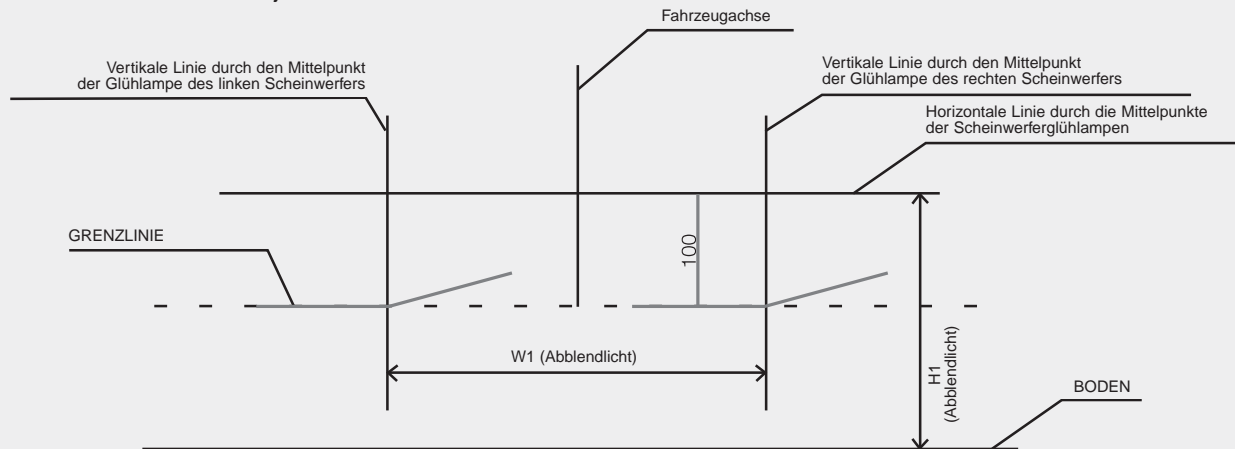 Fahrzeugachse
Vertikale Linie durch den Mittelpunkt
der Glühlampe des linken Scheinwerfers
Vertikale Linie durch den Mittelpunkt
der Glühlampe des rechten Scheinwerfers
Horizontale Linie durch die Mittelpunkte
der Scheinwerferglühlampen
GRENZLINIE
100
W1 (Abblendlicht)
H1
(Abblendlicht)
BODEN